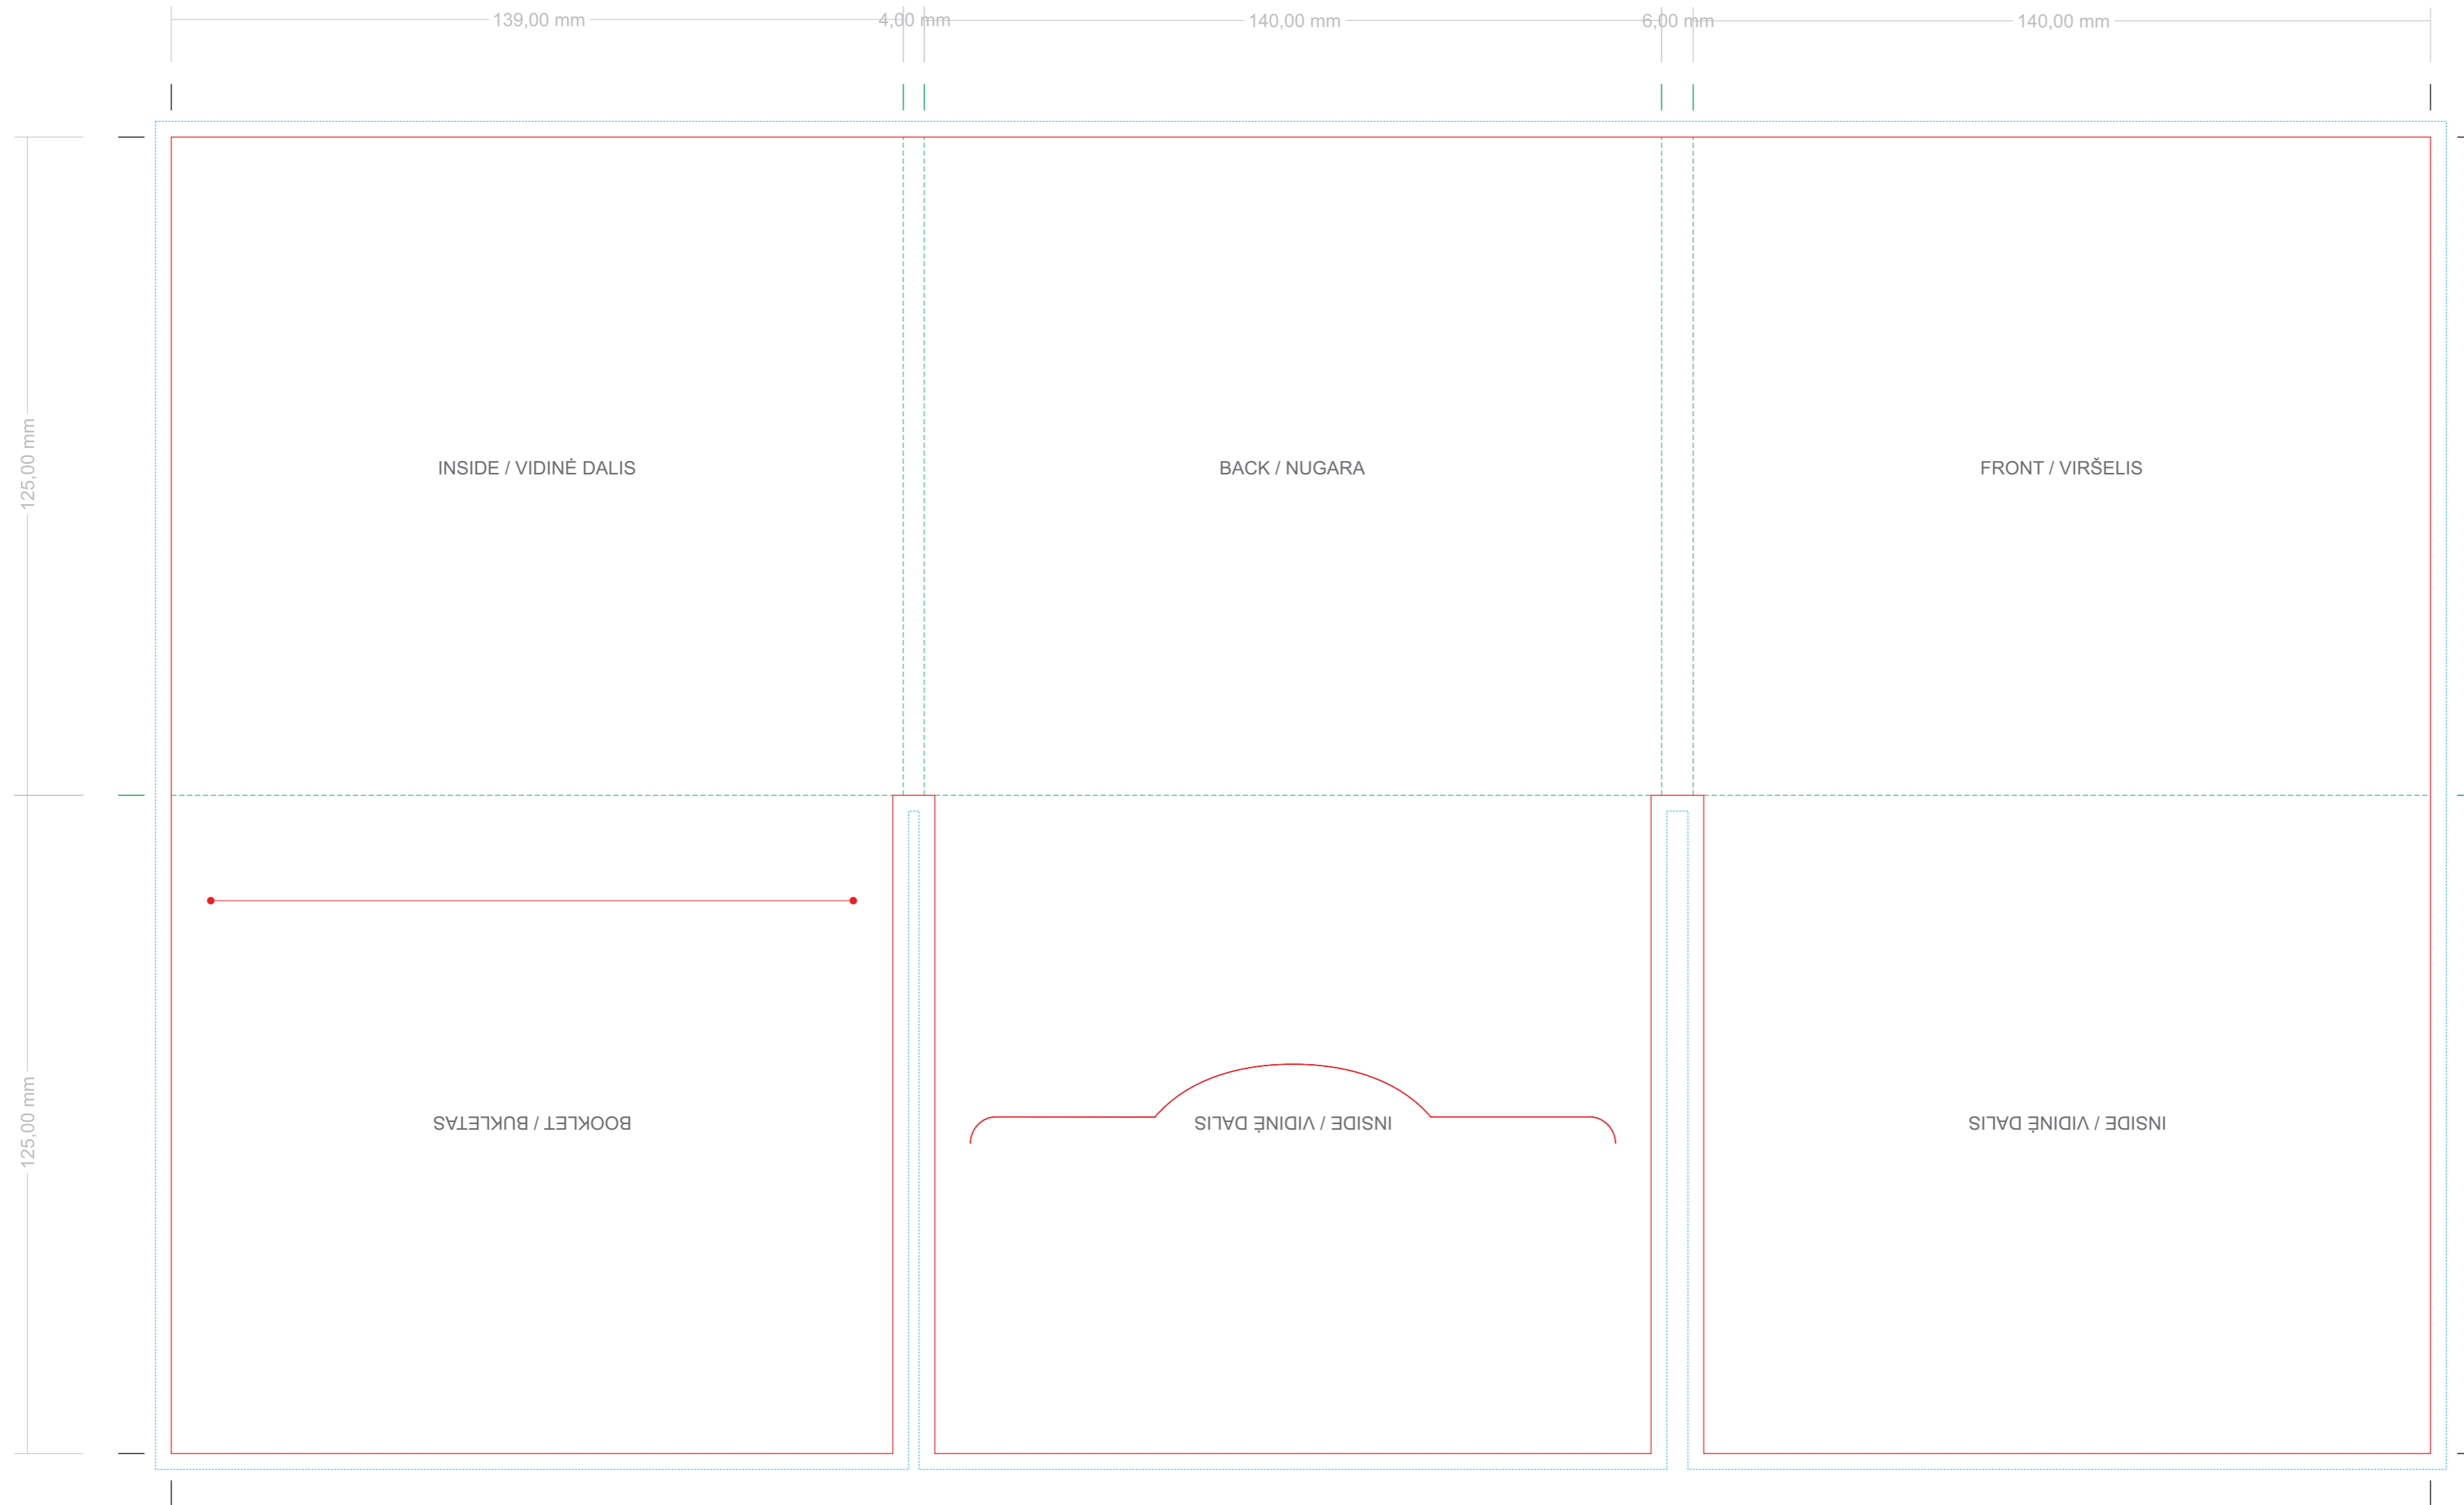 139,00 mm
4,00 mm
140,00 mm
6,00 mm
140,00 mm
125,00 mm
INSIDE / VIDINĖ DALIS
BACK / NUGARA
FRONT / VIRŠELIS
125,00 mm
BOOKLET / BUKLETAS
INSIDE / VIDINĖ DALIS
INSIDE / VIDINĖ DALIS